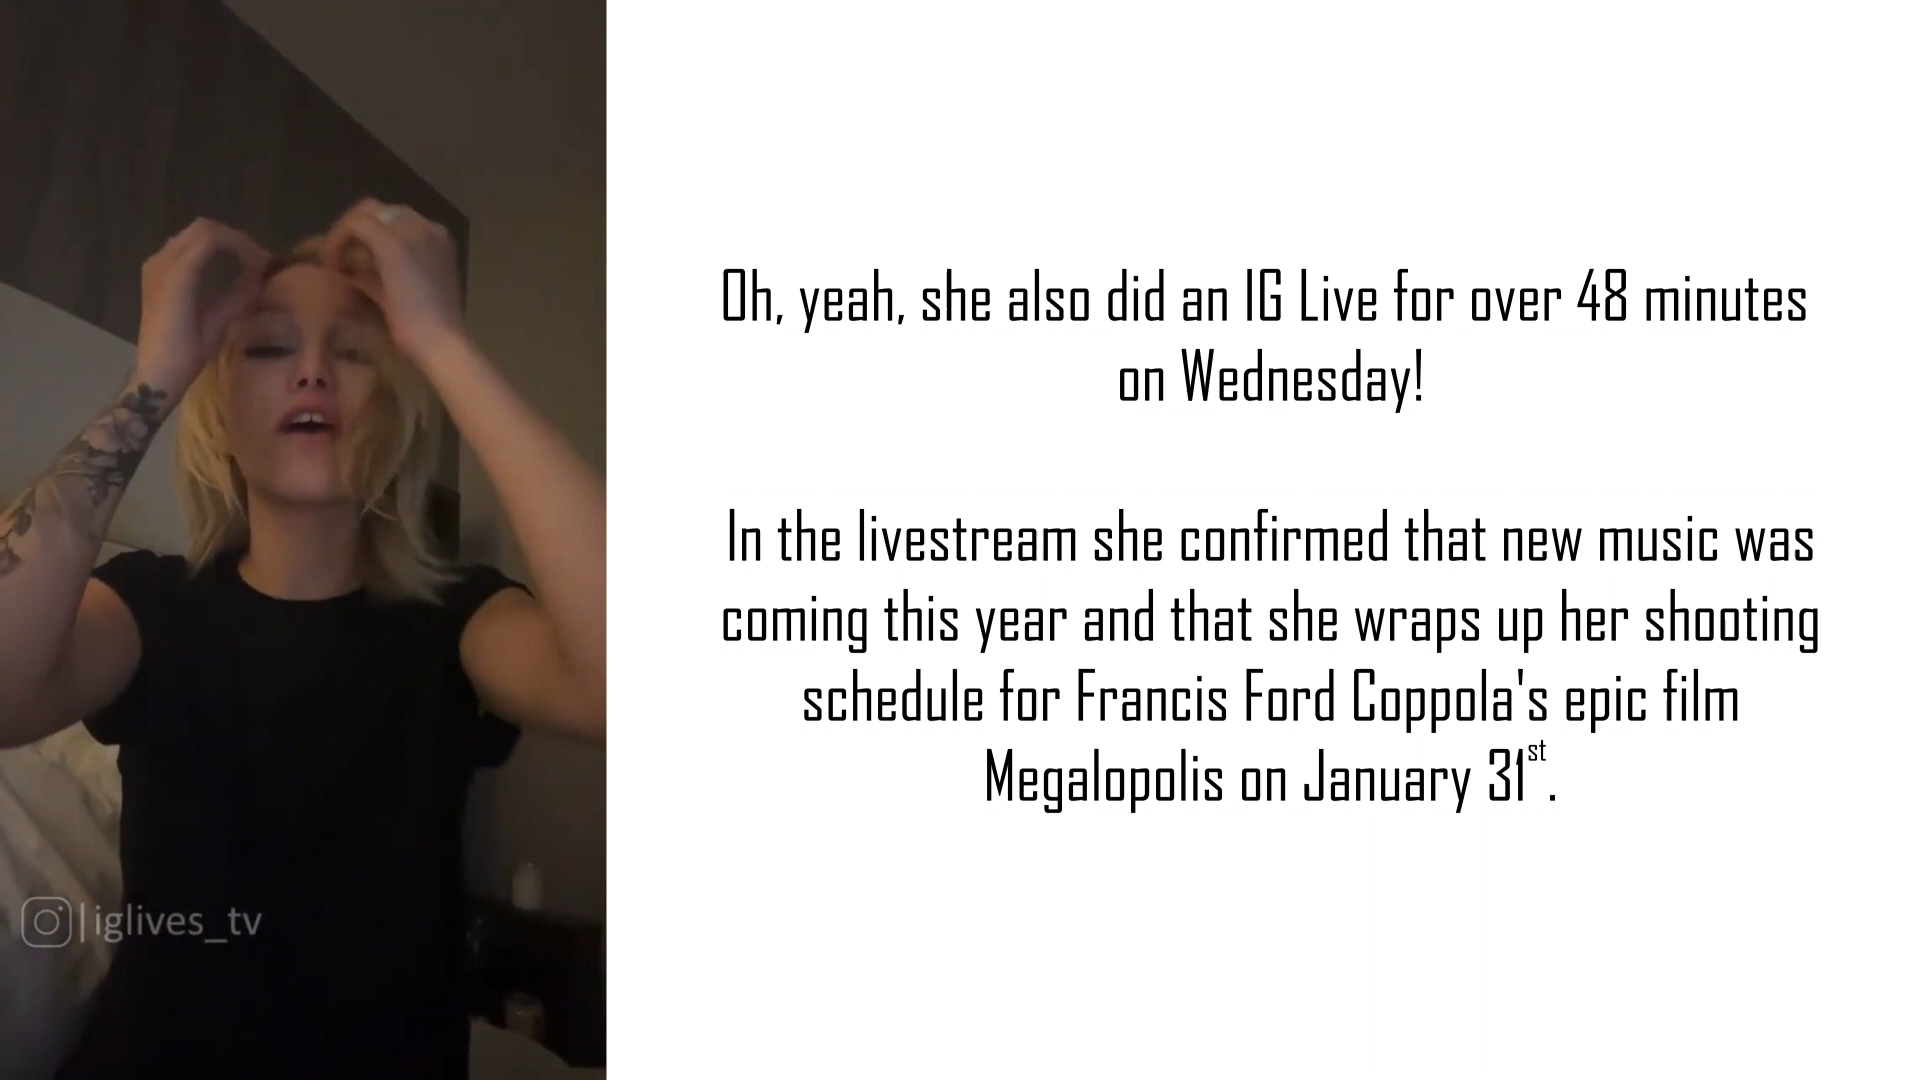 Oh, yeah, she also did an IG Live for over 48 minutes
on Wednesday!
In the livestream she confirmed that new music was
coming this year and that she wraps up her shooting
schedule for Francis Ford Coppola's epic film
Megalopolis on January 31st.
|iglives_tv